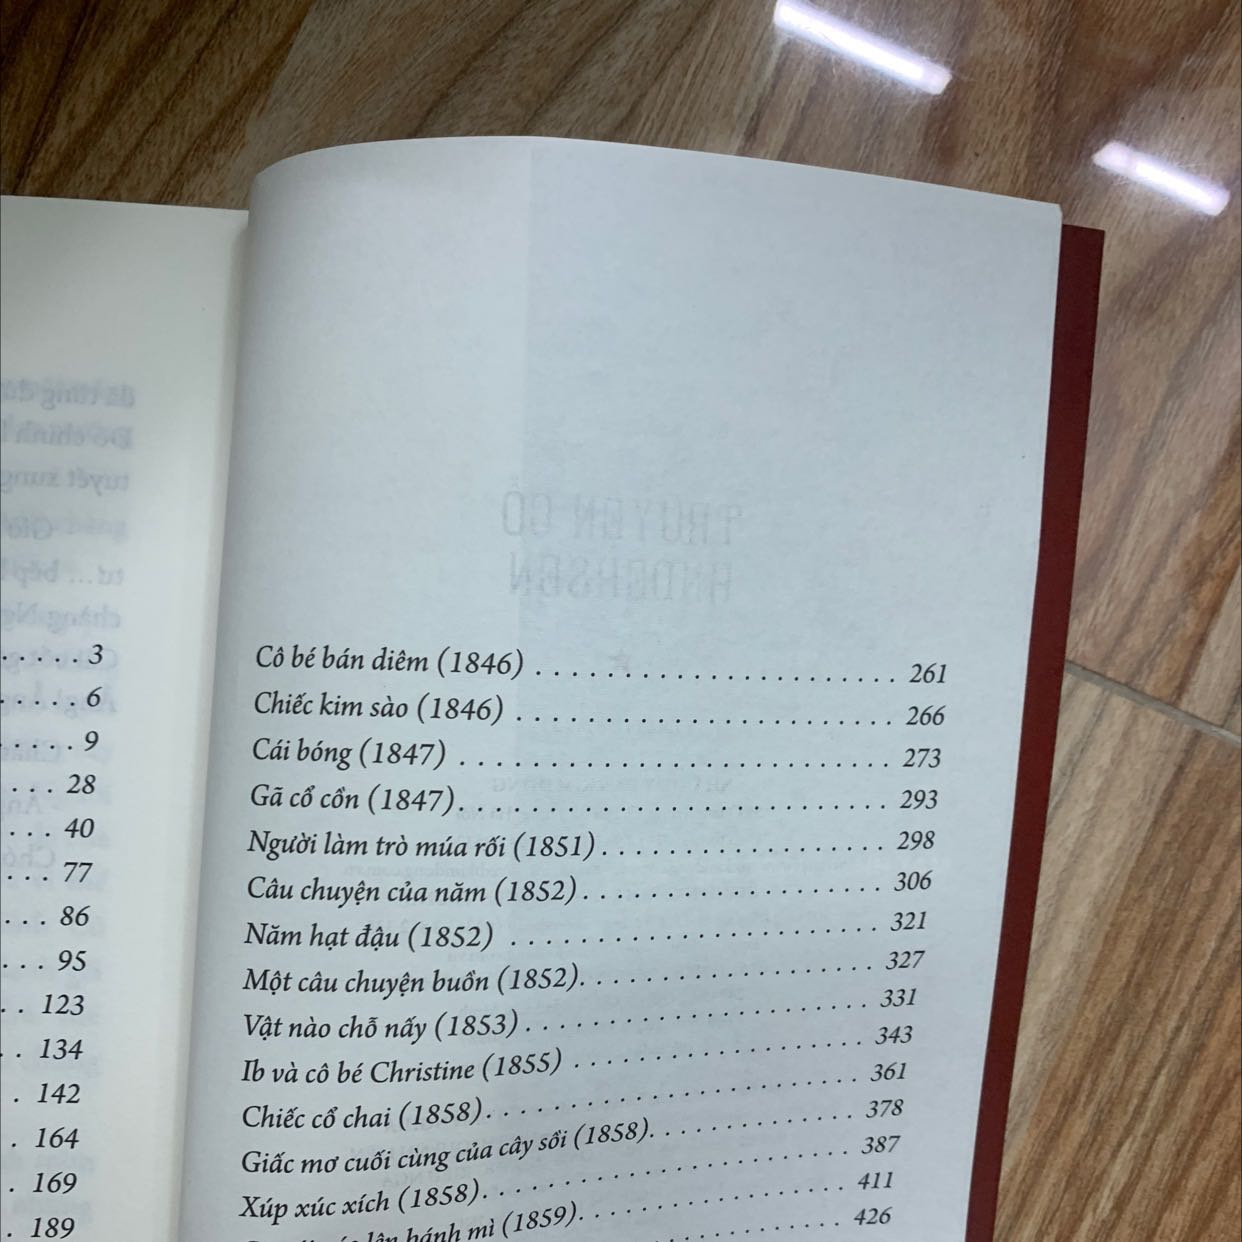 3
6
9
28
40
77
86
95
123
134
142
164
169
189
Cô bé bán diêm (1846) . . . . . . . . . . . . . . . . . . . . . . 261
Chiếc kim sào (1846) . . . . . . . . . . . . . . . . . . . . . . . 266
Cái bóng (1847) . . . . . . . . . . . . . . . . . . . . . . . . . . 273
Gã cổ cồn (1847). . . . . . . . . . . . . . . . . . . . . . . . . . 293
Người làm trò múa rối (1851) . . . . . . . . . . . . . . . . . . 298
Câu chuyện của năm (1852) . . . . . . . . . . . . . . . . . . . 306
Năm hạt đậu (1852) . . . . . . . . . . . . . . . . . . . . . . . 321
Một câu chuyện buồn (1852). . . . . . . . . . . . . . . . . . . 327
Vật nào chỗ nấy (1853) . . . . . . . . . . . . . . . . . . . . . 331
Ib và cô bé Christine (1855) . . . . . . . . . . . . . . . . . . 343
Chiếc cổ chai (1858). . . . . . . . . . . . . . . . . . . . . . . 361
Giấc mơ cuối cùng của cây sồi (1858). . . . . . . . . . . . . 378
Xúp xúc xích (1858). . . . . . . . . . . . . . . . . . . . . . . 387
lên bánh mì (1859). . . . . . . . . . . . . . . . 411
426